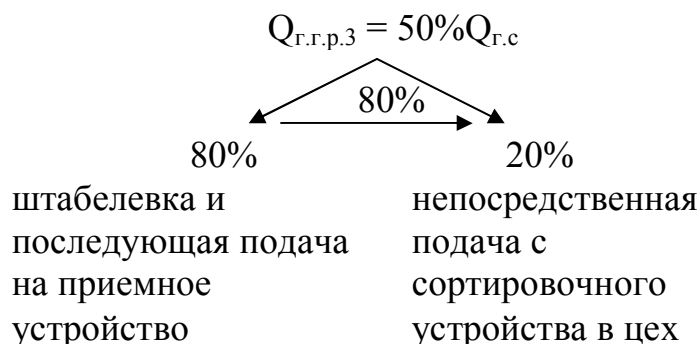 Qг.г.р.3 = 50%Qг.с
80%
80% 20%
штабелевка и
последующая подача
на приемное
устройство
непосредственная
подача с
сортировочного
устройства в цех